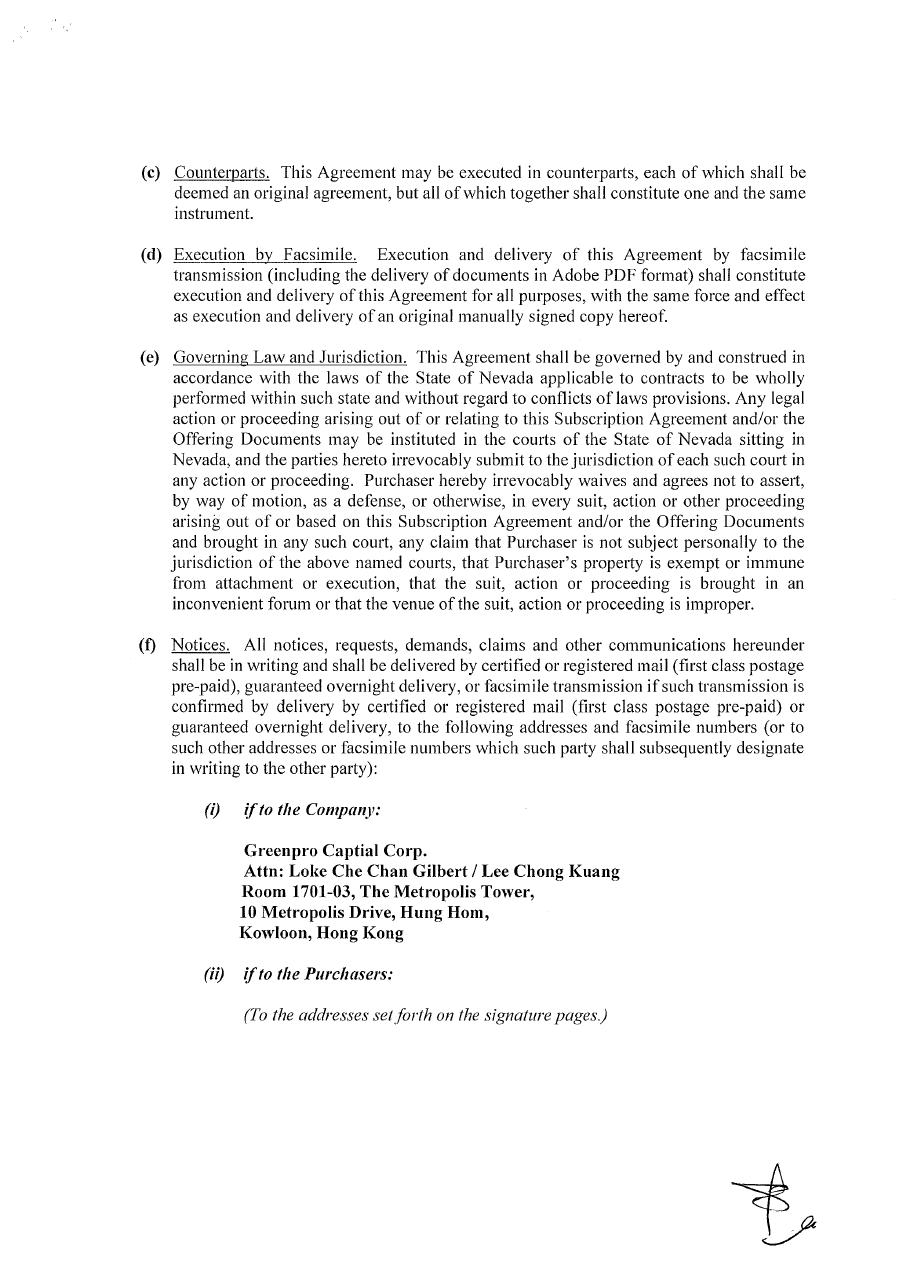 (c) Counterparts. This Agreement may be executed in counterparts, each of which shall be
deemed an original agreement, but all of which together shall constitute one and the same
instrument.
(d) Execution by Facsimile. Execution and delivery of this Agreement by facsimile
transmission (including the delivery of documents in Adobe PDF format) shall constitute
execution and delivery of this Agreement for all purposes, with the same force and effect
as execution and delivery of an original manually signed copy hereof.
(e) Governing Law and Jurisdiction. This Agreement shall be governed by and construed in
accordance with the laws of the State of Nevada applicable to contracts to be wholly
performed within such state and without regard to conflicts of laws provisions. Any legal
action or proceeding arising out of or relating to this Subscription Agreement and/or the
Offering Documents may be instituted in the courts of the State of Nevada sitting in
Nevada, and the parties hereto irrevocably submit to the jurisdiction of each such court in
any action or proceeding. Purchaser hereby irrevocably waives and agrees not to assert,
by way of motion, as a defense, or otherwise, in every suit, action or other proceeding
arising out of or based on this Subscription Agreement and/or the Offering Documents
and brought in any such court, any claim that Purchaser is not subject personally to the
jurisdiction of the above named courts, that Purchaser's property is exempt or immune
from attachment or execution, that the suit, action or proceeding is brought in an
inconvenient forum or that the venue of the suit, action or proceeding is improper.
(f) Notices. All notices, requests, demands, claims and other communications hereunder
shall be in writing and shall be delivered by certified or registered mail (first class postage
pre-paid), guaranteed overnight delivery, or facsimile transmission if such transmission is
confirmed by delivery by certified or registered mail (first class postage pre-paid) or
guaranteed overnight delivery, to the following addresses and facsimile numbers (or to
such other addresses or facsimile numbers which such party shall subsequently designate
in writing to the other party):
(i) if to the Company:
Greenpro Captial Corp.
Attn: Loke Che Chan Gilbert / Lee Chong Kuang
Room 1701-03, The Metropolis Tower,
10 Metropolis Drive, Hung Hom,
Kowloon, Hong Kong
(ii) if to the Purchasers:
(To the addresses set forth on the signature pages.)